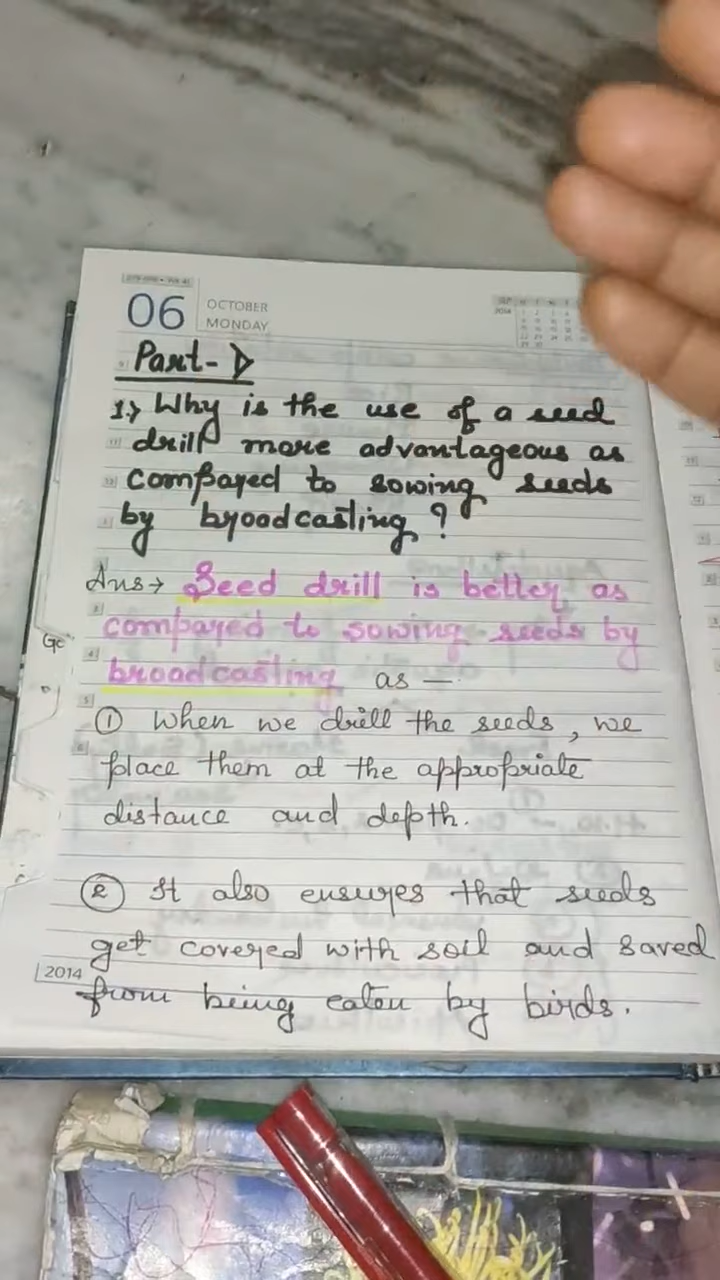 06
OCTOBER
MONDAY
Part- D
1.) Why is the use of a seed
drill more advantageous as
compared to sowing seeds
by broadcasting ?
Ans→ Seed drill is better as
compared to sowing seeds by
broadcasting as —
① When we drill the seeds, we
place them at the appropriate
distance and depth.
② It also ensures that seeds
get covered with soil and saved
2014
from being eaten by birds.